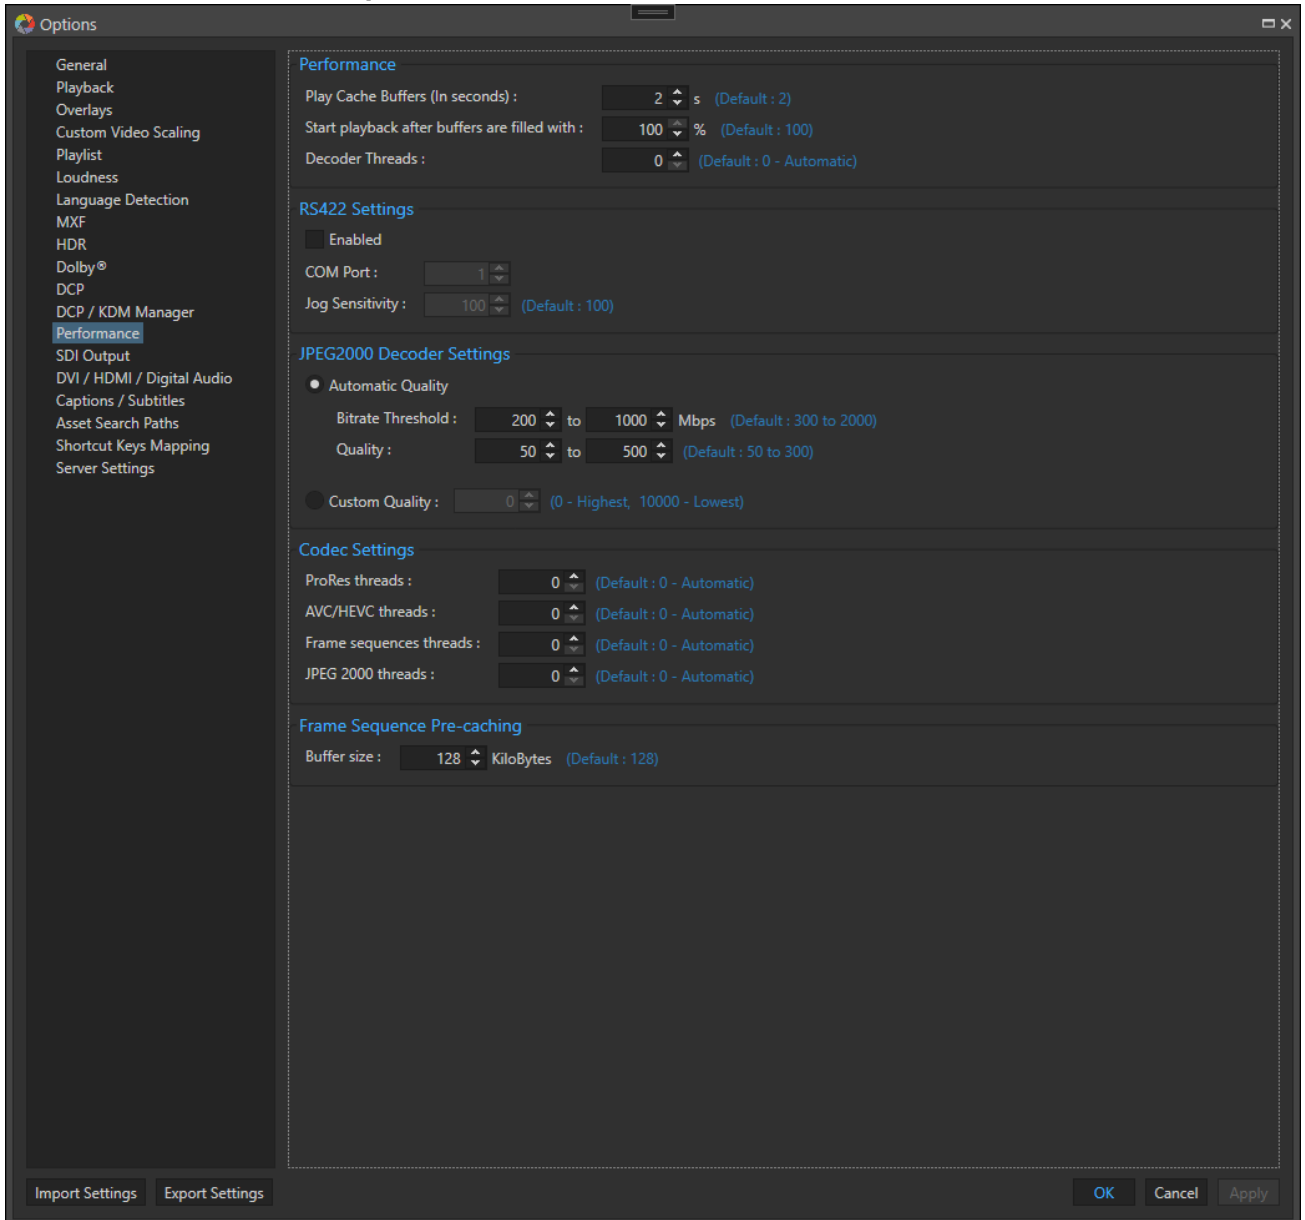 Options
General
Playback
Overlays
Custom Video Scaling
Playlist
Loudness
Language Detection
MXF
HDR
Dolby®
DCP
DCP / KDM Manager
Performance
SDI Output
DVI / HDMI / Digital Audio
Captions / Subtitles
Asset Search Paths
Shortcut Keys Mapping
Server Settings
Performance
Play Cache Buffers (In seconds) : 2 s (Default : 2)
Start playback after buffers are filled with : 100 % (Default : 100)
Decoder Threads : 0 (Default : 0 - Automatic)
RS422 Settings
Enabled
COM Port : 1
Jog Sensitivity : 100 (Default : 100)
JPEG2000 Decoder Settings
Automatic Quality
Bitrate Threshold : 200 to 1000 Mbps (Default : 300 to 2000)
Quality : 50 to 500 (Default : 50 to 300)
Custom Quality : 0 (0 - Highest, 10000 - Lowest)
Codec Settings
ProRes threads : 0 (Default : 0 - Automatic)
AVC/HEVC threads : 0 (Default : 0 - Automatic)
Frame sequences threads : 0 (Default : 0 - Automatic)
JPEG 2000 threads : 0 (Default : 0 - Automatic)
Frame Sequence Pre-caching
Buffer size : 128 KiloBytes (Default : 128)
Import Settings Export Settings OK Cancel Apply